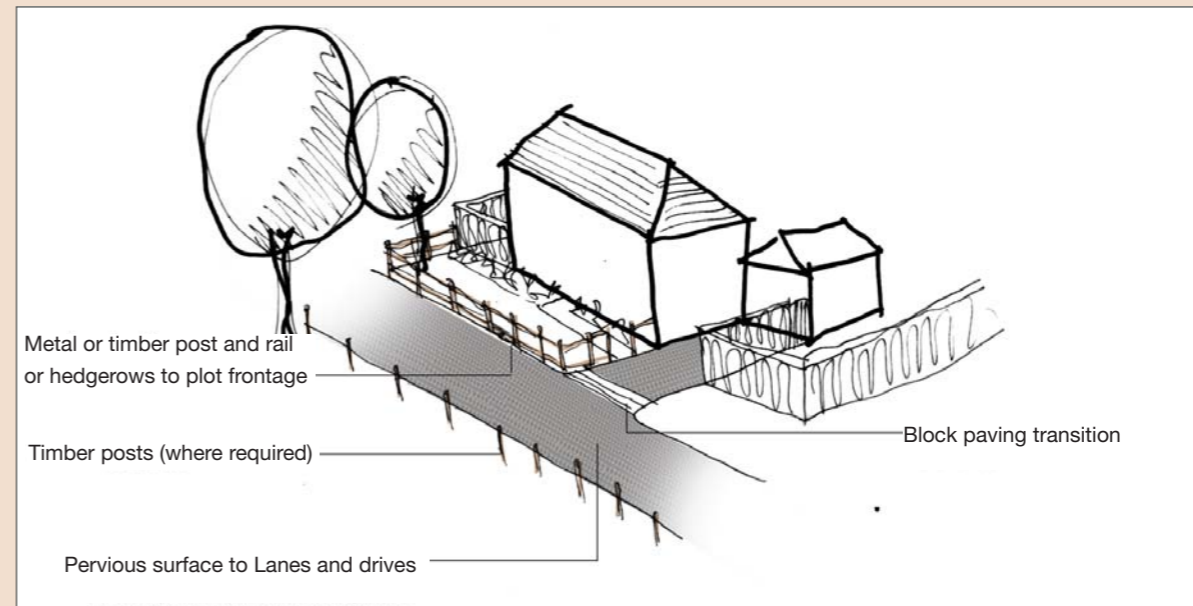 Metal or timber post and rail
or hedgerows to plot frontage
Block paving transition
Timber posts (where required)
Pervious surface to Lanes and drives